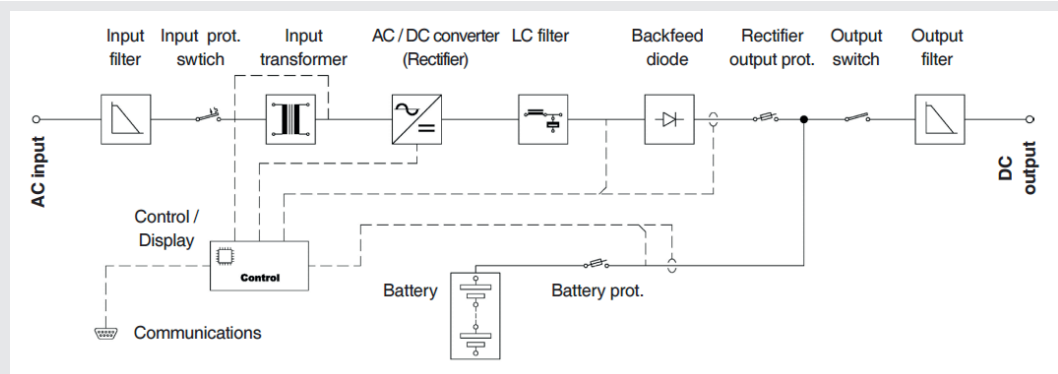 Input filter
Input prot. swtich
Input transformer
AC / DC converter (Rectifier)
LC filter
Backfeed diode
Rectifier output prot.
Output switch
Output filter
AC input
DC output
Control / Display
Control
Battery
Battery prot.
Communications